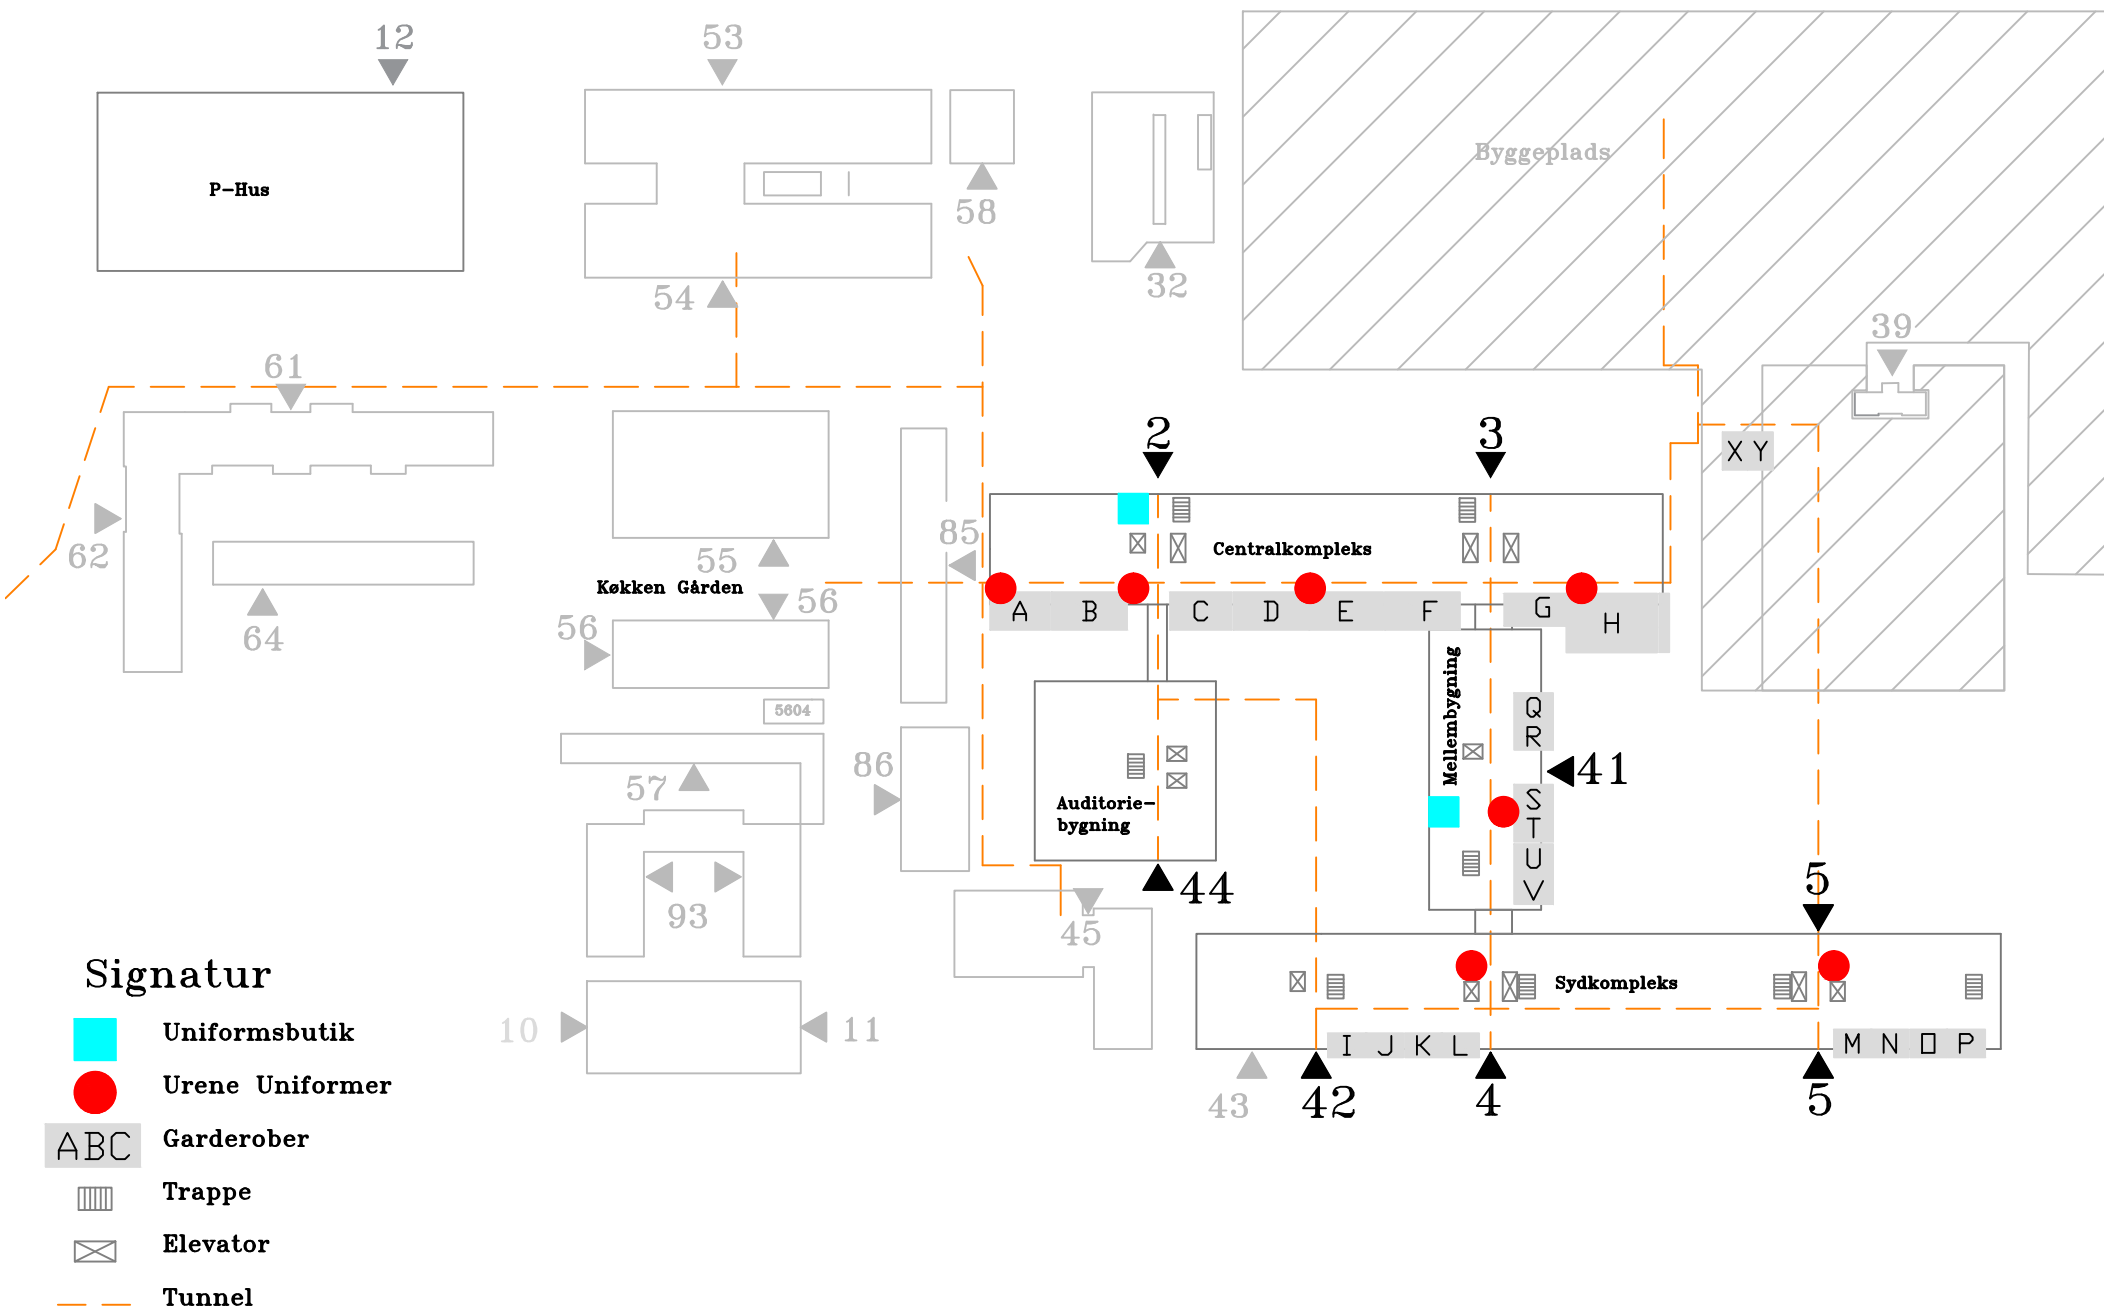 12
53
P-Hus
Byggeplads
58
54
32
39
61
2
3
X Y
62
85
Centralkompleks
55
Køkken Gården
56
56
A B C D E F G H
64
Mellembygning
5604
Q
R
57
86
41
Auditorie-
bygning
S
T
U
V
44
5
93
45
Signatur
Sydkompleks
Uniformsbutik
10
11
I J K L
M N O P
Urene Uniformer
43
42
4
5
ABC
Garderober
Trappe
Elevator
Tunnel